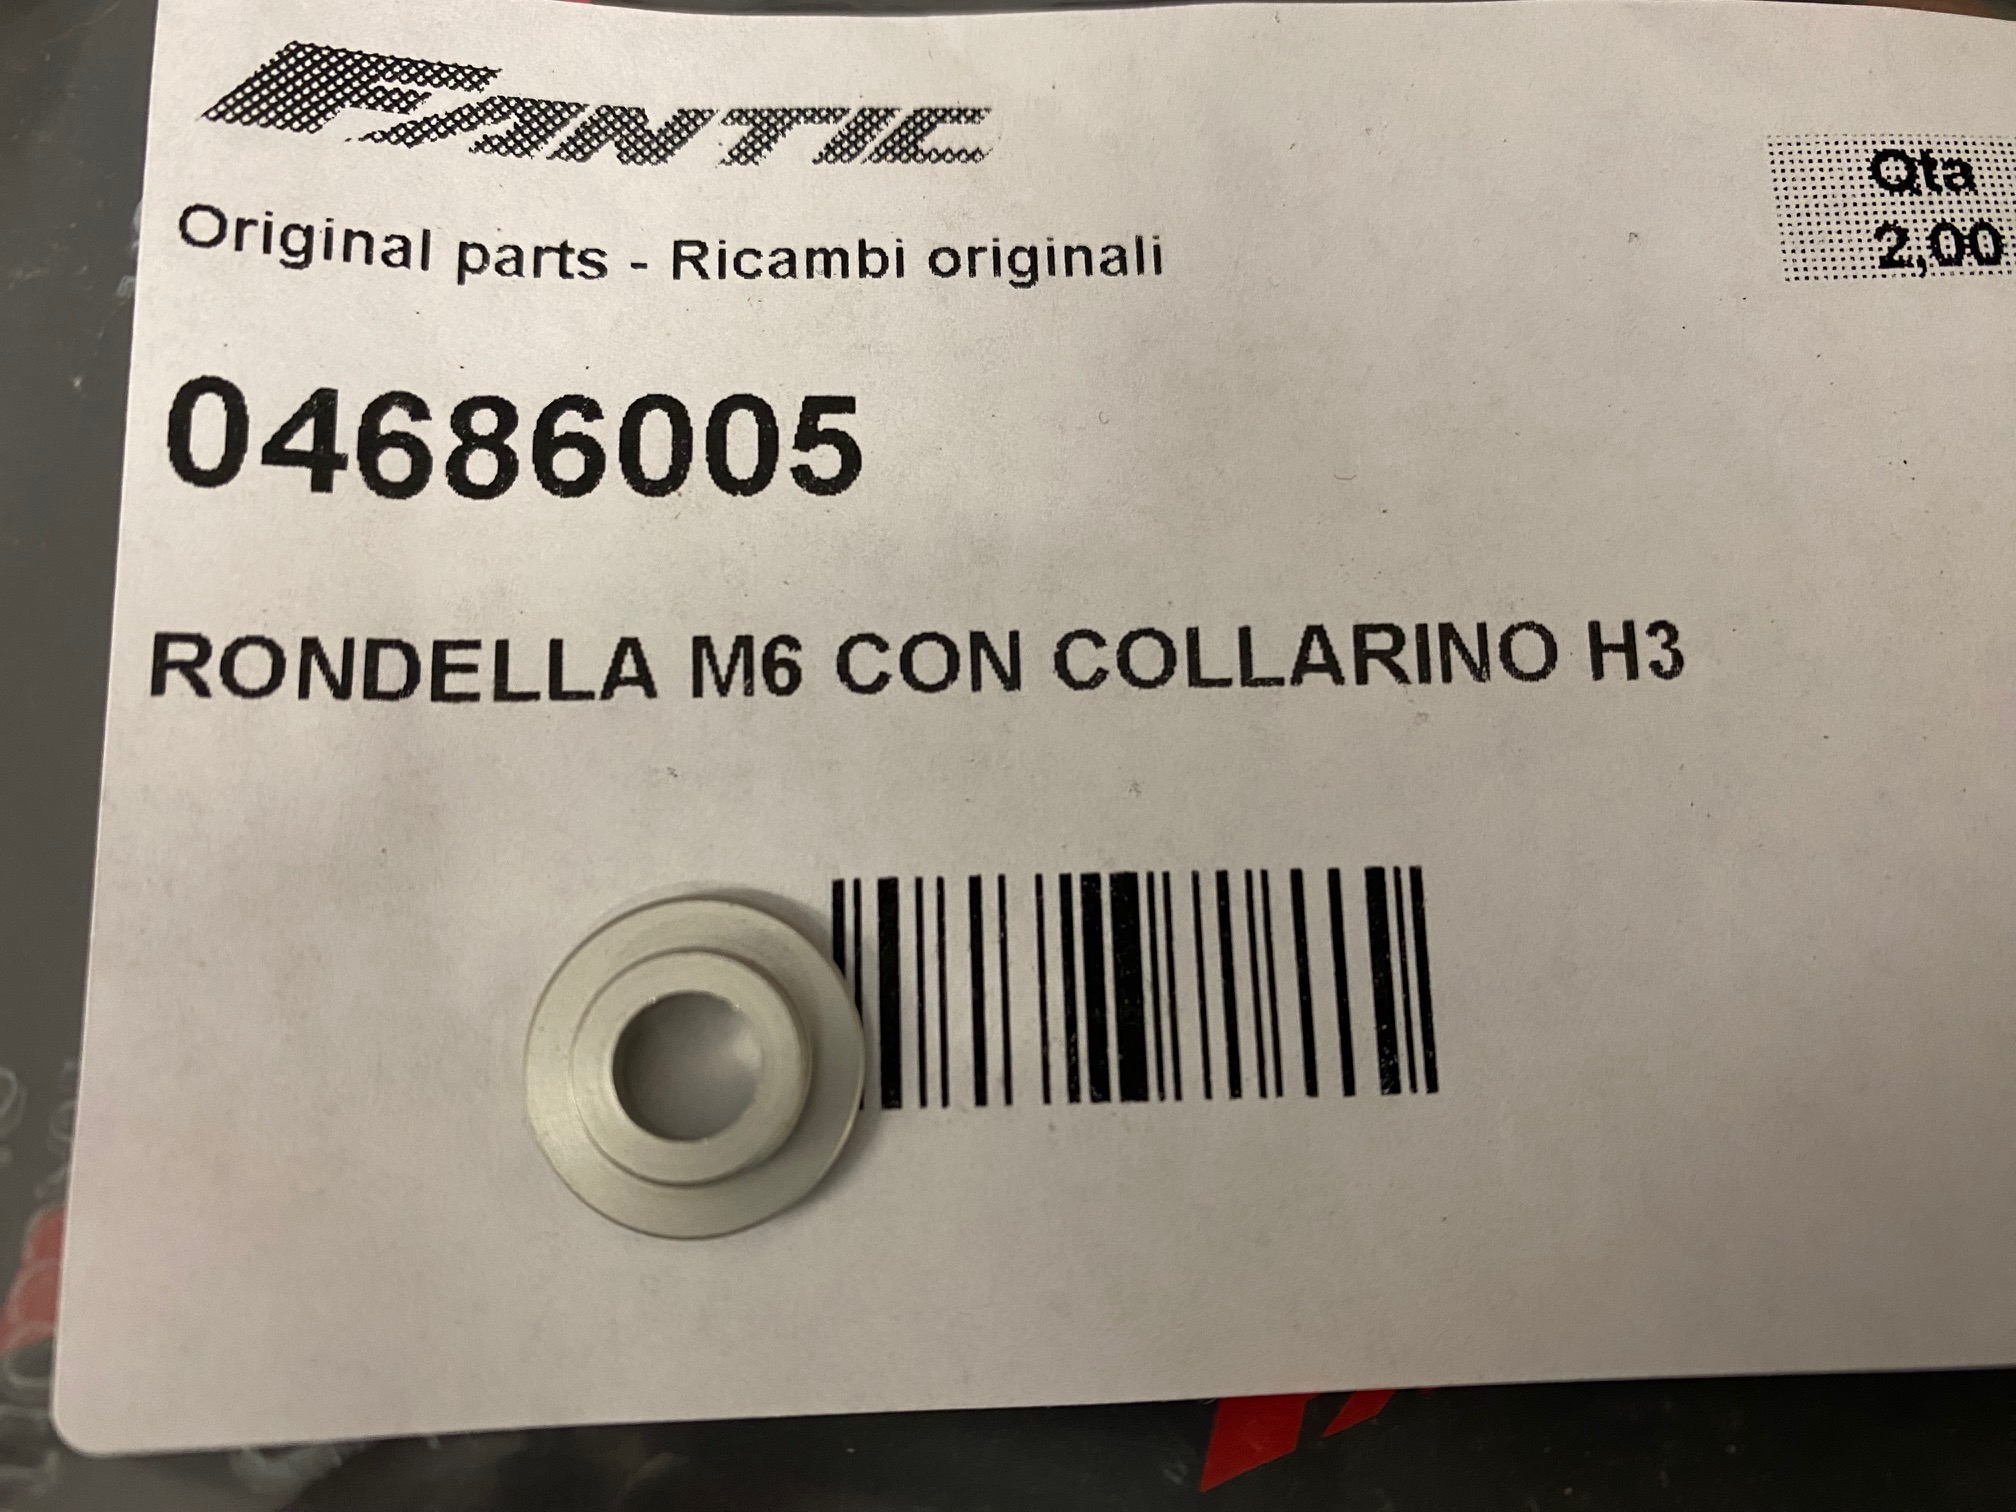 FANTIC
Original parts - Ricambi originali
Qta
2,00
04686005
RONDELLA M6 CON COLLARINO H3